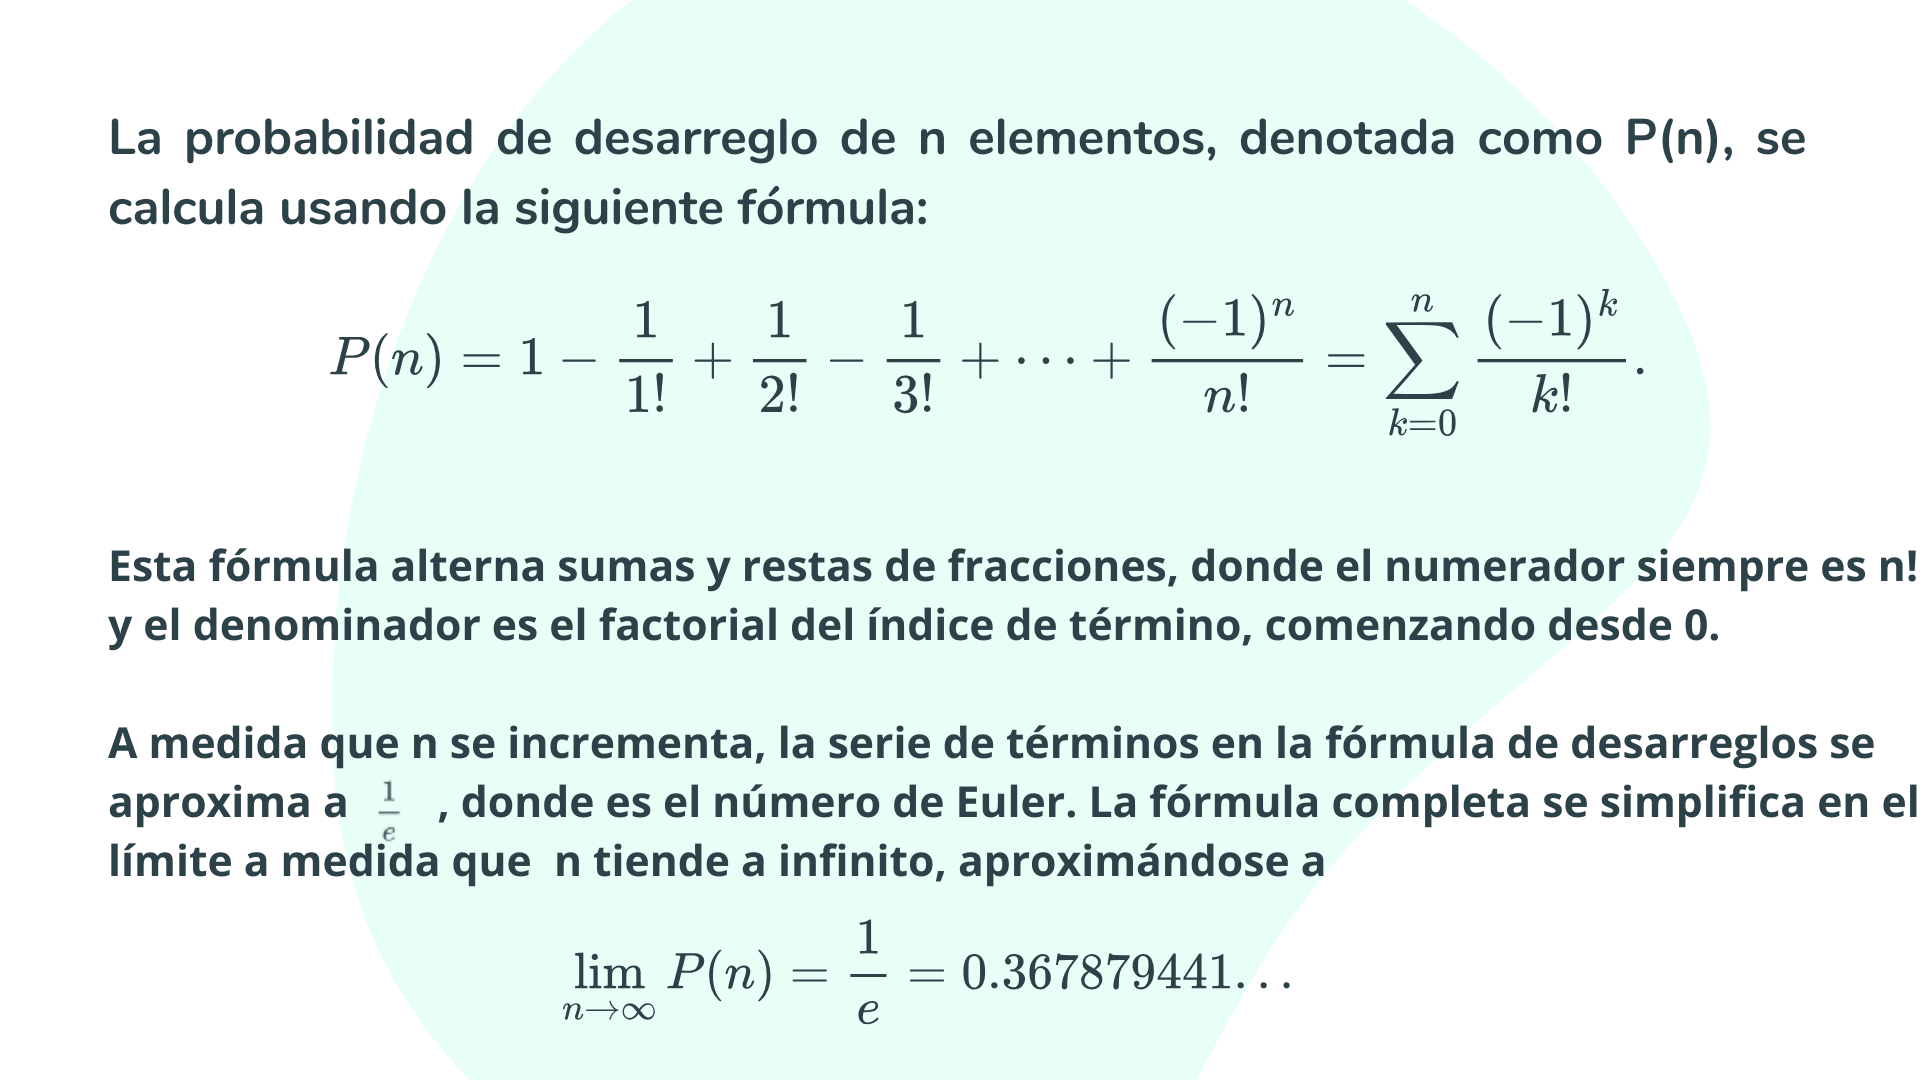 La probabilidad de desarreglo de n elementos, denotada como P(n), se
calcula usando la siguiente fórmula:
P(n) = 1 − \frac{1}{1!} + \frac{1}{2!} − \frac{1}{3!} + ⋯ + \frac{(−1)^n}{n!} = \sum_{k=0}^{n} \frac{(−1)^k}{k!}.
Esta fórmula alterna sumas y restas de fracciones, donde el numerador siempre es n!
y el denominador es el factorial del índice de término, comenzando desde 0.
A medida que n se incrementa, la serie de términos en la fórmula de desarreglos se
aproxima a \frac{1}{e} , donde es el número de Euler. La fórmula completa se simplifica en el
límite a medida que n tiende a infinito, aproximándose a
\lim_{n→∞} P(n) = \frac{1}{e} = 0.367879441...